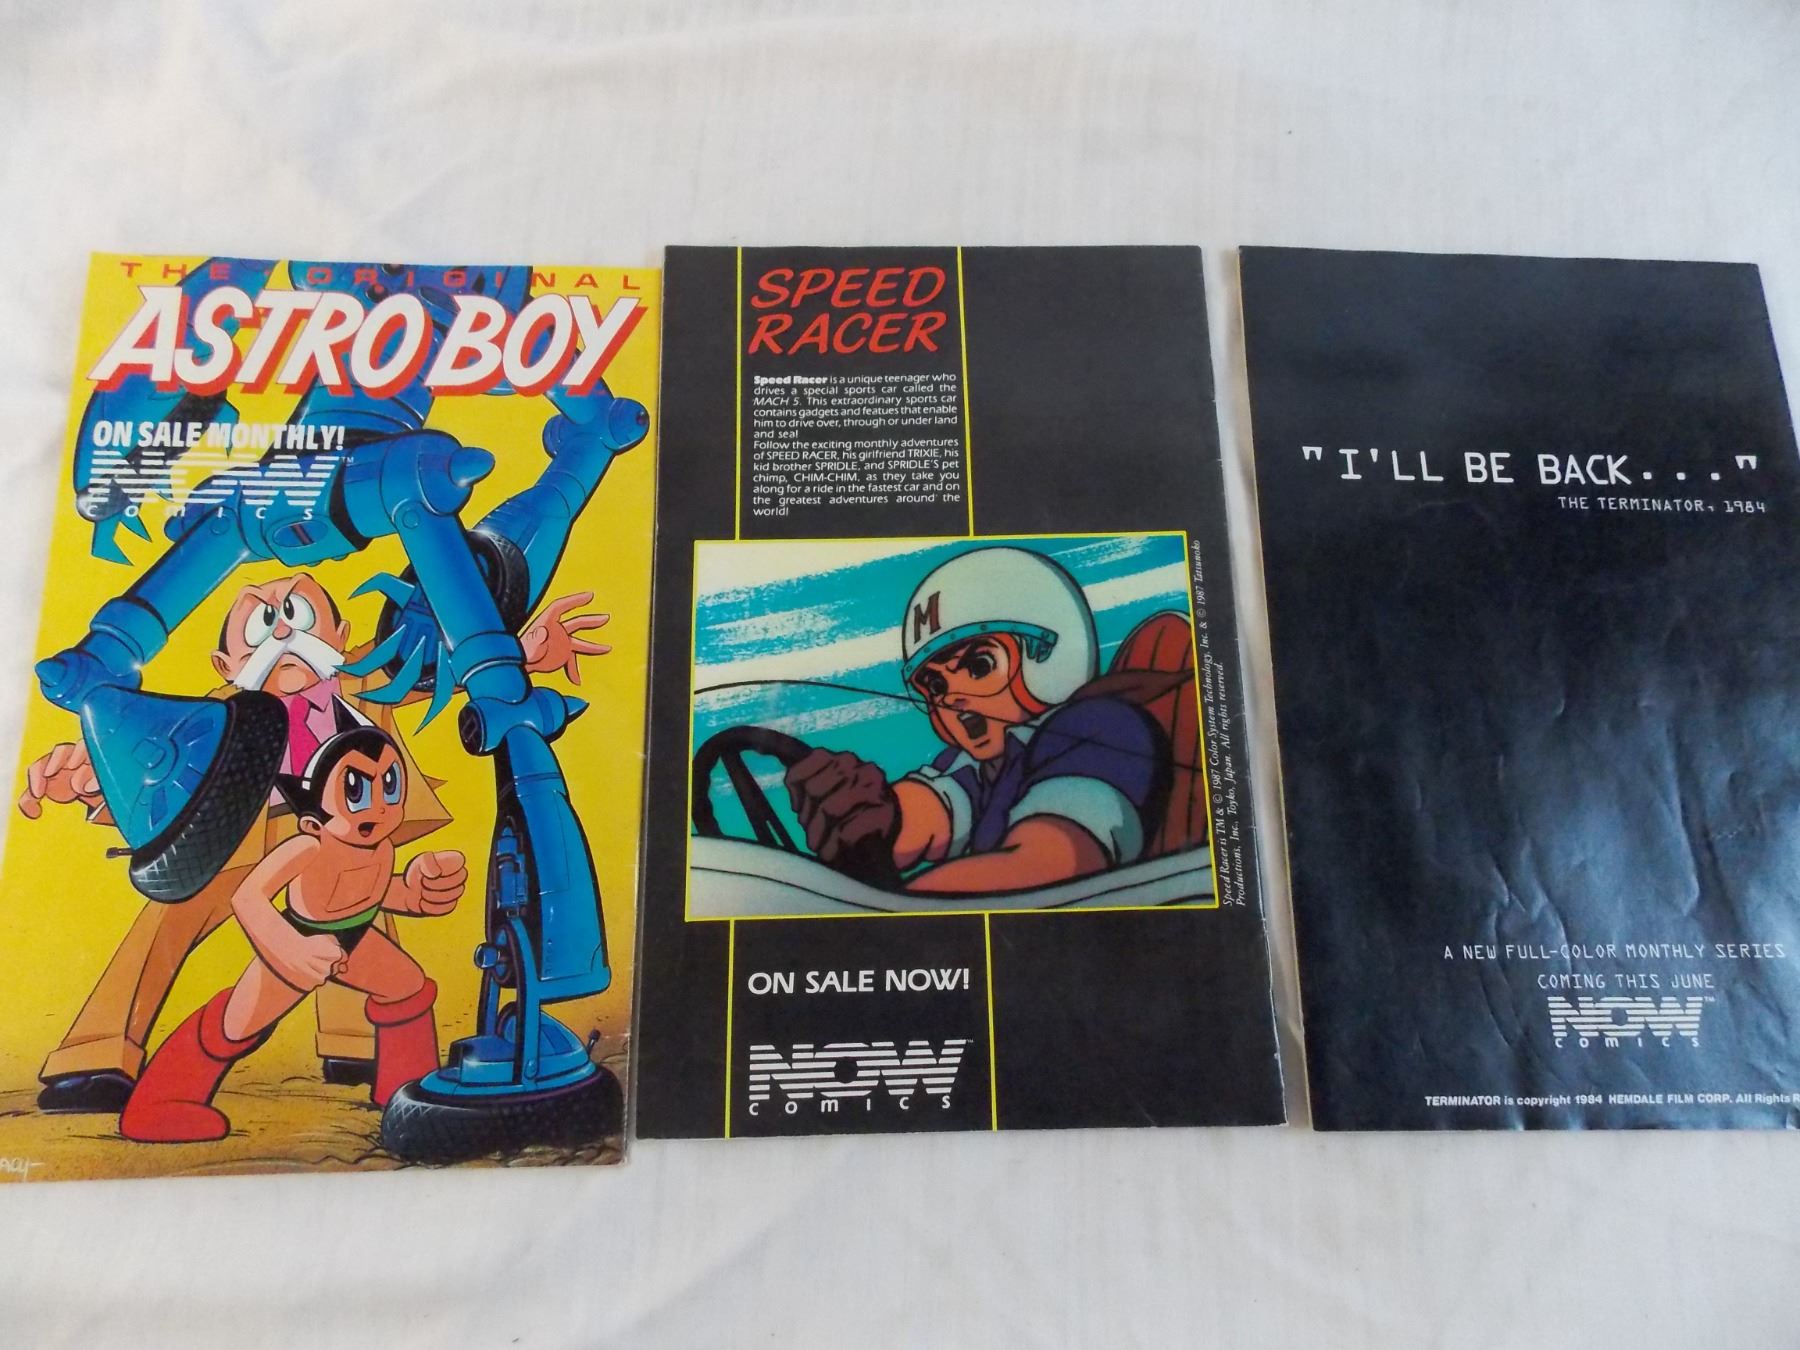 THE ORIGINAL
ASTRO BOY
ON SALE MONTHLY!
NOW™
COMICS
SPEED
RACER
Speed Racer is a unique teenager who
drives a special sports car called the
MACH 5. This extraordinary sports car
contains gadgets and featues that enable
him to drive over, through or under land
and sea!
Follow the exciting monthly adventures
of SPEED RACER, his girlfriend TRIXIE, his
kid brother SPRIDLE, and SPRIDLE'S pet
chimp, CHIM-CHIM, as they take you
along for a ride in the fastest car and on
the greatest adventures around the
world!
M
Speed Racer is TM & © 1987 Color System Technology, Inc. & © 1987 Tatsunoko
Productions, Inc., Toyko, Japan. All rights reserved.
ON SALE NOW!
NOW™
COMICS
"I'LL BE BACK..."
THE TERMINATOR, 1984
A NEW FULL-COLOR MONTHLY SERIES
COMING THIS JUNE
NOW™
COMICS
TERMINATOR is copyright 1984 HEMDALE FILM CORP. All Rights R